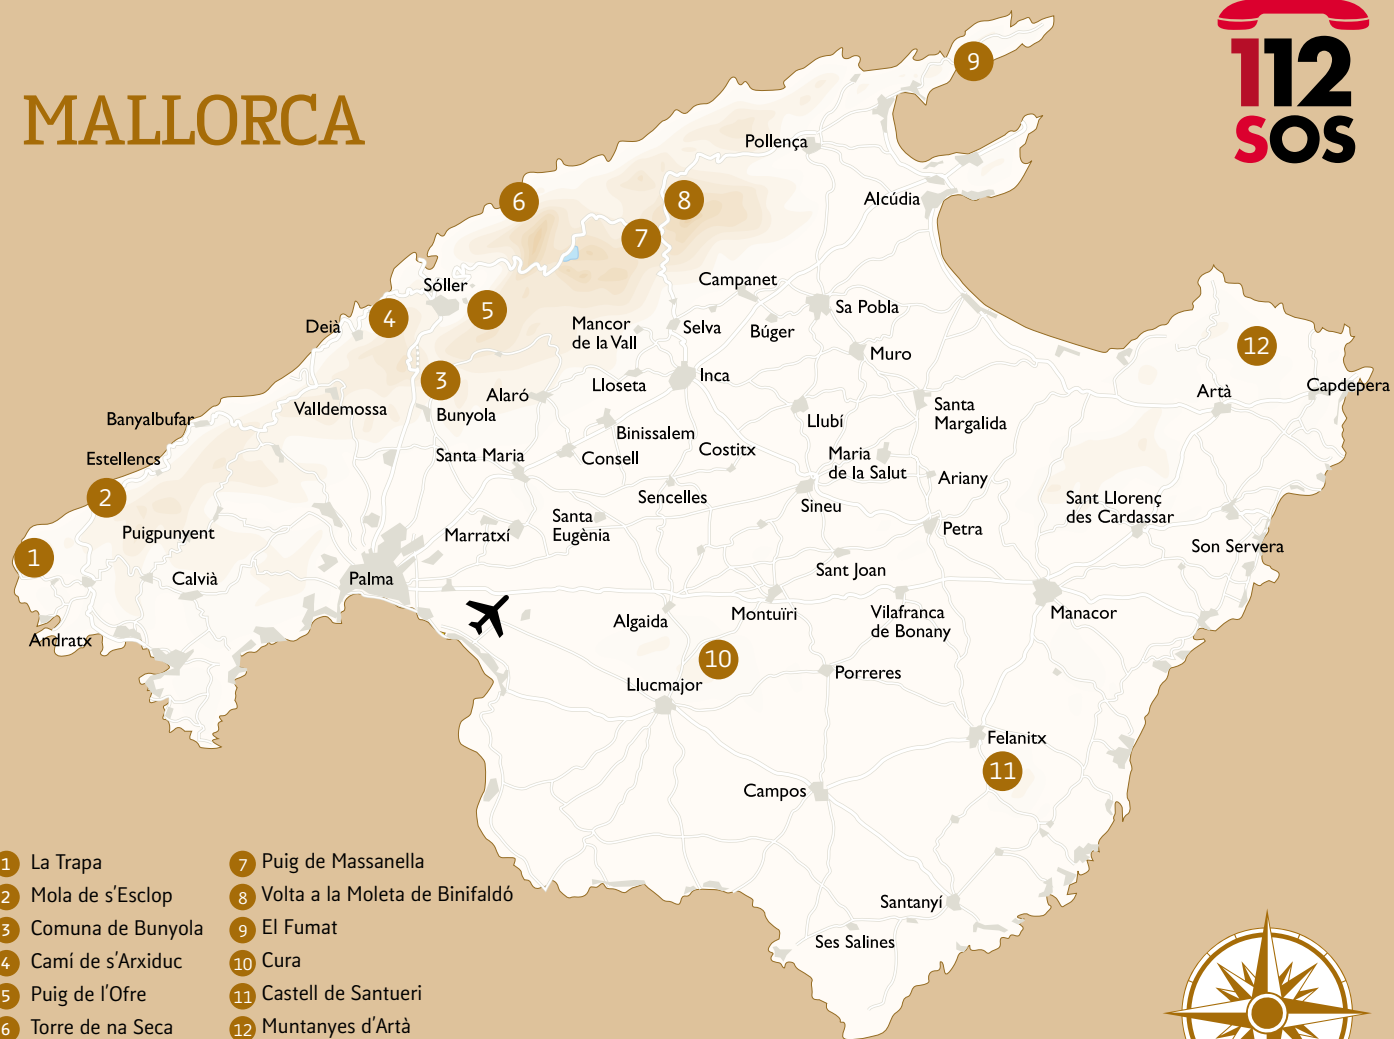 MALLORCA
112
SOS
9
Pollença
6
8
Alcúdia
7
Campanet
Sóller
5
4
Sa Pobla
Dejà
Mancor
de la Vall
Selva
Búger
12
Muro
3
Lloseta
Inca
Alaró
Artà
Capdepera
Valldemossa
Bunyola
Banyalbufar
Llubí
Santa
Margalida
Binissalem
Estellencs
Santa Maria
Consell
Costitx
Maria
de la Salut
Ariany
2
Sencelles
Sineu
Sant Llorenç
des Cardassar
Puigpunyent
Marratxí
Santa
Eugènia
Petra
Son Servera
1
Calvià
Palma
Sant Joan
Algaida
Montuïri
Vilafranca
de Bonany
Manacor
Andratx
10
Llucmajor
Porreres
Felanitx
11
Campos
Santanyí
Ses Salines
1 La Trapa
2 Mola de s'Esclop
3 Comuna de Bunyola
4 Camí de s'Arxiduc
5 Puig de l'Ofre
6 Torre de na Seca
7 Puig de Massanella
8 Volta a la Moleta de Binifaldó
9 El Fumat
10 Cura
11 Castell de Santueri
12 Muntanyes d'Artà